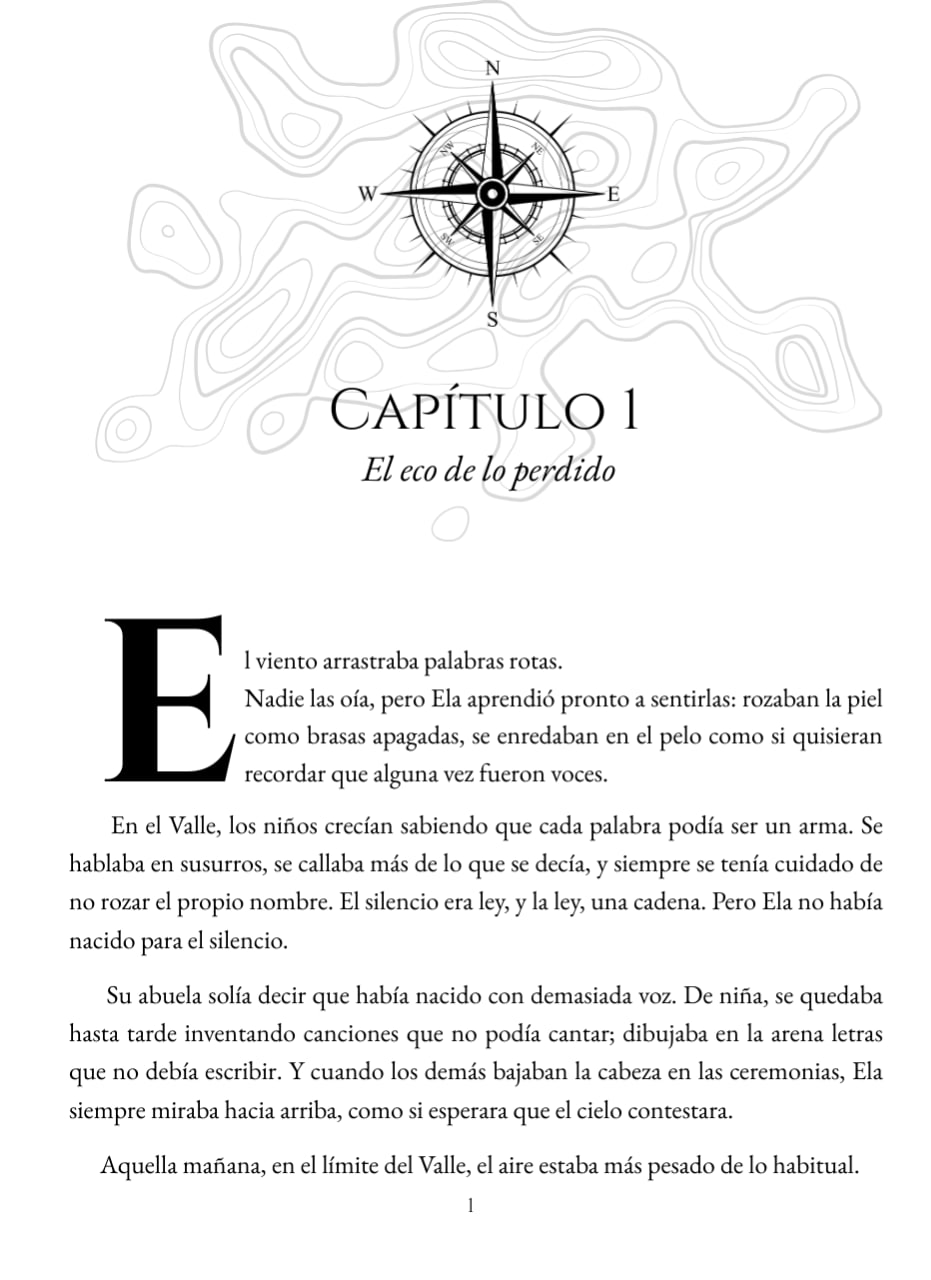 N
NW
NE
W
E
SW
SE
S
Capítulo 1
El eco de lo perdido
El viento arrastraba palabras rotas.
Nadie las oía, pero Ela aprendió pronto a sentirlas: rozaban la piel
como brasas apagadas, se enredaban en el pelo como si quisieran
recordar que alguna vez fueron voces.
En el Valle, los niños crecían sabiendo que cada palabra podía ser un arma. Se
hablaba en susurros, se callaba más de lo que se decía, y siempre se tenía cuidado de
no rozar el propio nombre. El silencio era ley, y la ley, una cadena. Pero Ela no había
nacido para el silencio.
Su abuela solía decir que había nacido con demasiada voz. De niña, se quedaba
hasta tarde inventando canciones que no podía cantar; dibujaba en la arena letras
que no debía escribir. Y cuando los demás bajaban la cabeza en las ceremonias, Ela
siempre miraba hacia arriba, como si esperara que el cielo contestara.
Aquella mañana, en el límite del Valle, el aire estaba más pesado de lo habitual.
1